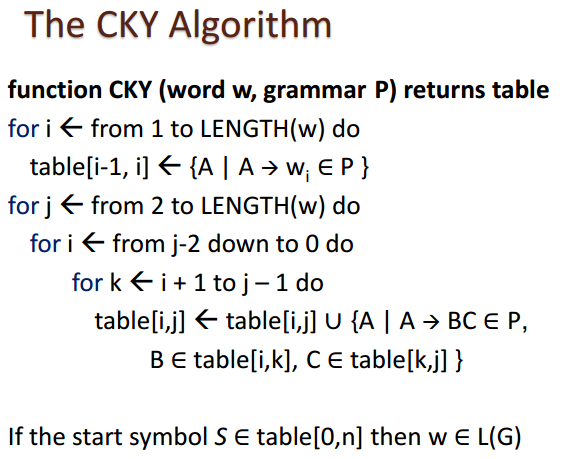 The CKY Algorithm
function CKY (word w, grammar P) returns table
for i ← from 1 to LENGTH(w) do
table[i-1, i] ← {A | A → wᵢ ∈ P }
for j ← from 2 to LENGTH(w) do
for i ← from j-2 down to 0 do
for k ← i + 1 to j – 1 do
table[i,j] ← table[i,j] ∪ {A | A → BC ∈ P,
B ∈ table[i,k], C ∈ table[k,j] }
If the start symbol S ∈ table[0,n] then w ∈ L(G)